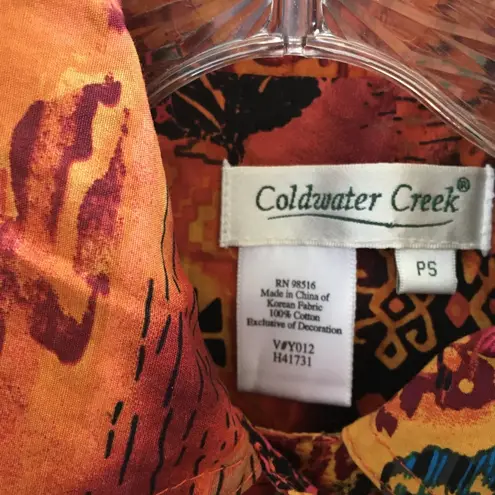 Coldwater Creek®
PS
RN 98516
Made in China of
Korean Fabric
100% Cotton
Exclusive of Decoration
V#Y012
H41731